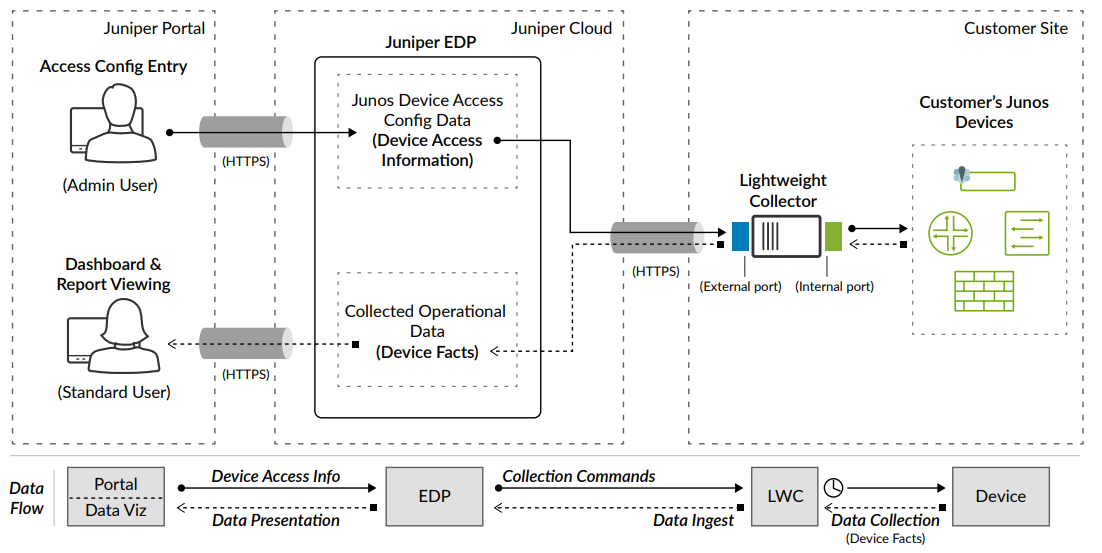 Juniper Portal
Juniper Cloud
Customer Site
Access Config Entry
(Admin User)
(HTTPS)
Juniper EDP
Junos Device Access
Config Data
(Device Access
Information)
Dashboard &
Report Viewing
(Standard User)
(HTTPS)
Collected Operational
Data
(Device Facts)
(HTTPS)
Lightweight
Collector
(External port)
(Internal port)
Customer's Junos
Devices
Data
Flow
Portal
Data Viz
Device Access Info
Data Presentation
EDP
Collection Commands
Data Ingest
LWC
Data Collection
(Device Facts)
Device